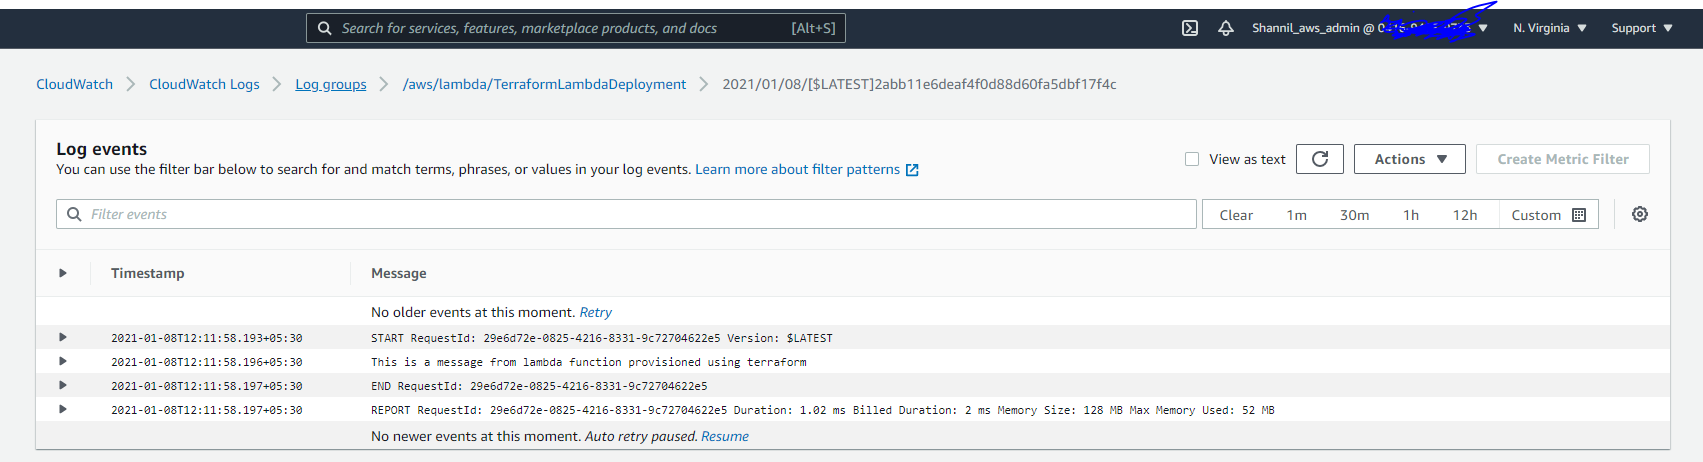 Search for services, features, marketplace products, and docs [Alt+S] Shannil_aws_admin @ N. Virginia Support
CloudWatch CloudWatch Logs Log groups /aws/lambda/TerraformLambdaDeployment 2021/01/08/[$LATEST]2abb11e6deaf4f0d88d60fa5dbf17f4c
Log events
You can use the filter bar below to search for and match terms, phrases, or values in your log events. Learn more about filter patterns
View as text Actions Create Metric Filter
Filter events Clear 1m 30m 1h 12h Custom
Timestamp Message
No older events at this moment. Retry
2021-01-08T12:11:58.193+05:30 START RequestId: 29e6d72e-0825-4216-8331-9c72704622e5 Version: $LATEST
2021-01-08T12:11:58.196+05:30 This is a message from lambda function provisioned using terraform
2021-01-08T12:11:58.197+05:30 END RequestId: 29e6d72e-0825-4216-8331-9c72704622e5
2021-01-08T12:11:58.197+05:30 REPORT RequestId: 29e6d72e-0825-4216-8331-9c72704622e5 Duration: 1.02 ms Billed Duration: 2 ms Memory Size: 128 MB Max Memory Used: 52 MB
No newer events at this moment. Auto retry paused. Resume